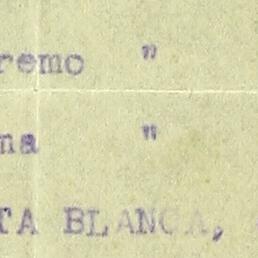 remo "
na "
TA BLANCA,